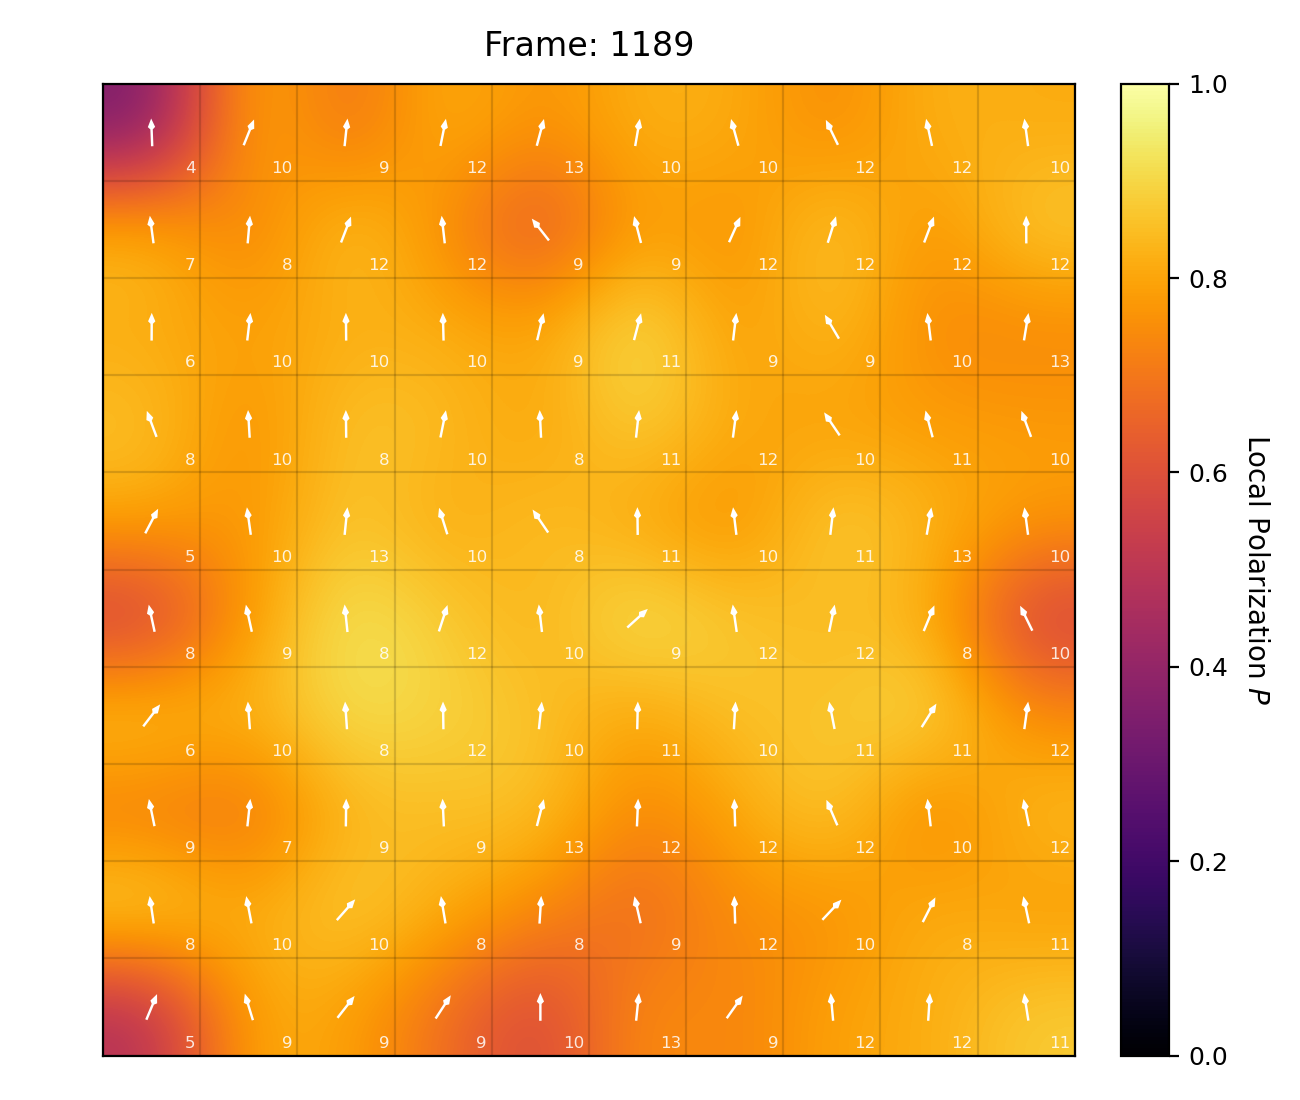 Frame: 1189
4 10 9 12 13 10 10 12 12 10
7 8 12 12 9 9 12 12 12 12
6 10 10 10 9 11 9 9 10 13
8 10 8 10 8 11 12 10 11 10
5 10 13 10 8 11 10 11 13 10
8 9 8 12 10 9 12 12 8 10
6 10 8 12 10 11 10 11 11 12
9 7 9 9 13 12 12 12 10 12
8 10 10 8 8 9 12 10 8 11
5 9 9 9 10 13 9 12 12 11
1.0
0.8
0.6
0.4
0.2
0.0
Local Polarization P